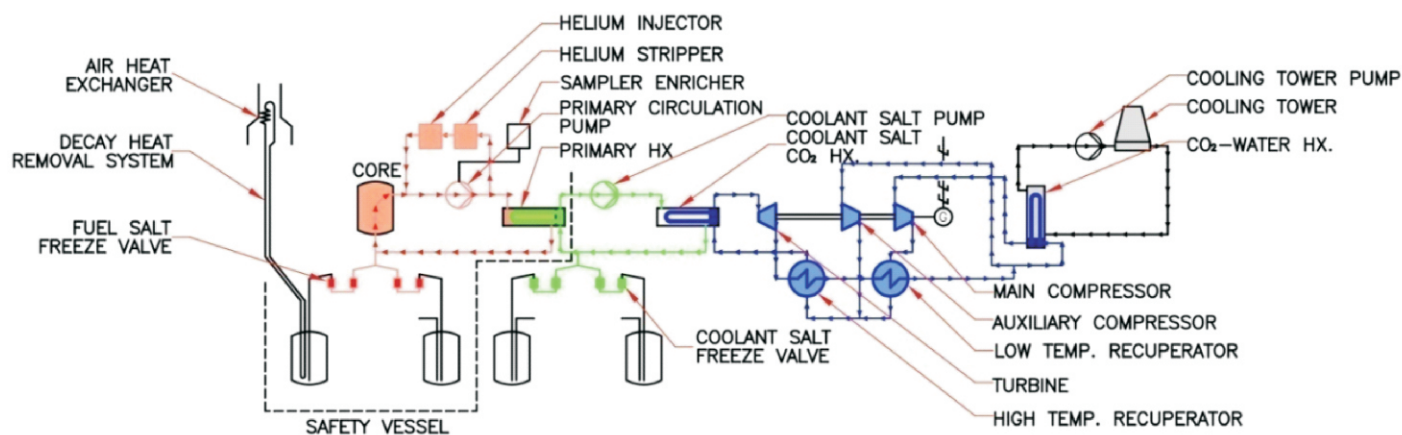 HELIUM INJECTOR
HELIUM STRIPPER
SAMPLER ENRICHER
PRIMARY CIRCULATION
PUMP
PRIMARY HX
AIR HEAT
EXCHANGER
DECAY HEAT
REMOVAL SYSTEM
CORE
FUEL SALT
FREEZE VALVE
SAFETY VESSEL
COOLANT SALT PUMP
COOLANT SALT
CO₂ HX.
COOLANT SALT
FREEZE VALVE
G
COOLING TOWER PUMP
COOLING TOWER
CO₂-WATER HX.
MAIN COMPRESSOR
AUXILIARY COMPRESSOR
LOW TEMP. RECUPERATOR
TURBINE
HIGH TEMP. RECUPERATOR